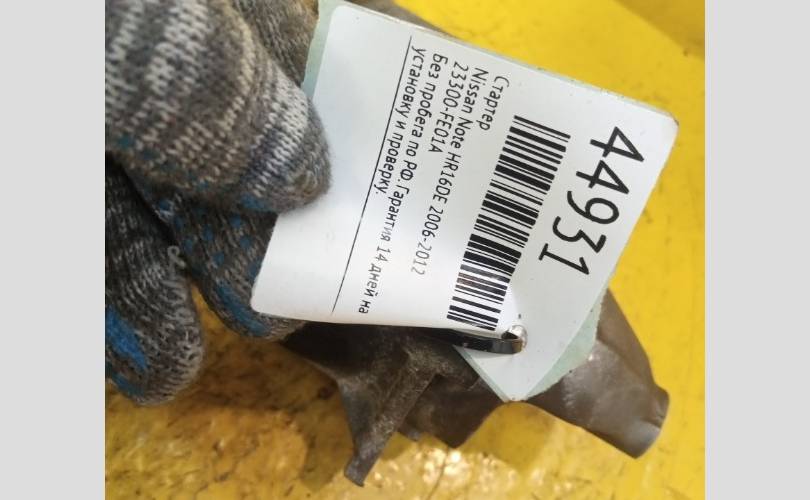 44931
Стартер
Nissan Note HR16DE 2006-2012
23300-FE01A
Без пробега по РФ. Гарантия 14 дней на
установку и проверку.